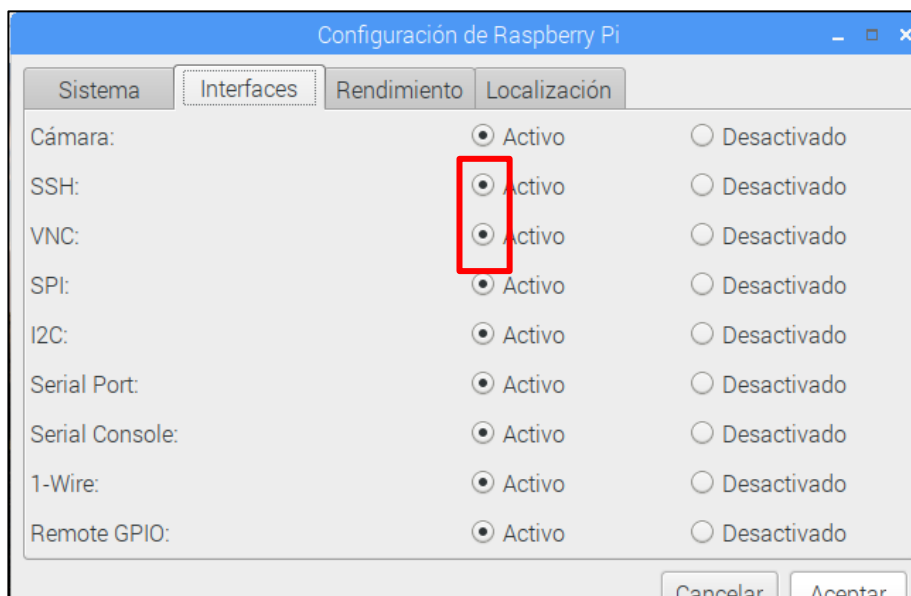 Configuración de Raspberry Pi
Sistema Interfaces Rendimiento Localización
Cámara: Activo Desactivado
SSH: Activo Desactivado
VNC: Activo Desactivado
SPI: Activo Desactivado
I2C: Activo Desactivado
Serial Port: Activo Desactivado
Serial Console: Activo Desactivado
1-Wire: Activo Desactivado
Remote GPIO: Activo Desactivado
Cancelar Aceptar